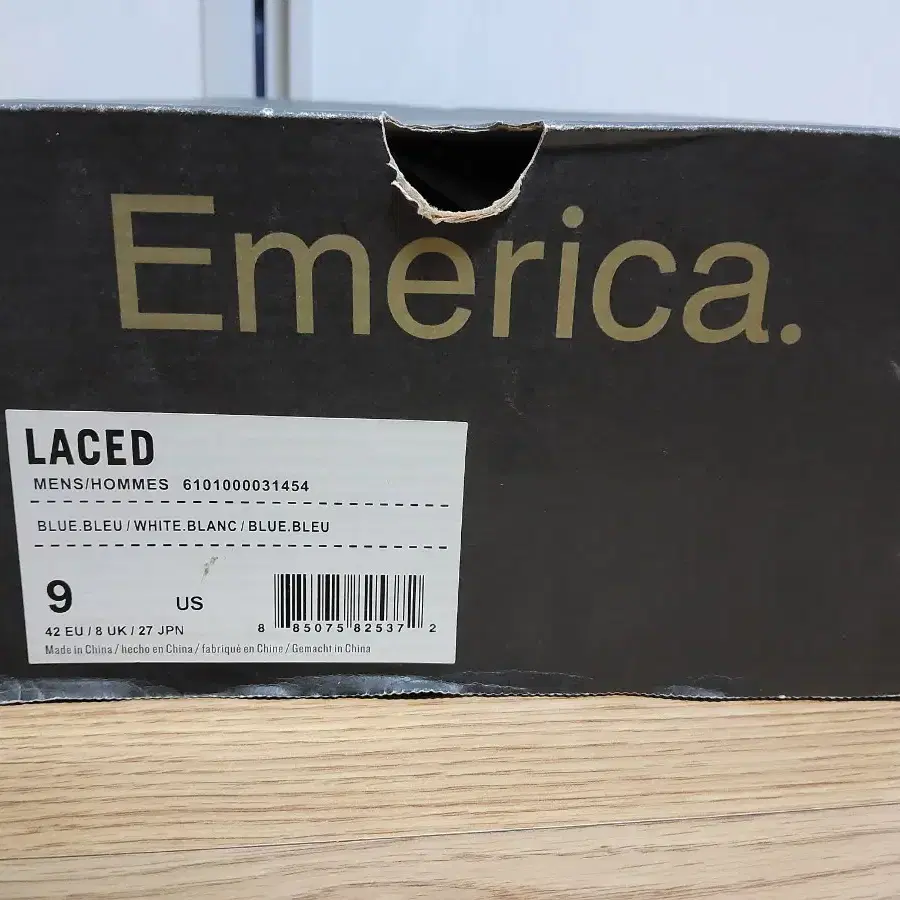 Emerica.
LACED
MENS/HOMMES 6101000031454
BLUE.BLEU / WHITE.BLANC / BLUE.BLEU
9 US
8 85075 82537 2
42 EU / 8 UK / 27 JPN
Made in China / hecho en China / fabriqué en Chine / Gemacht in China